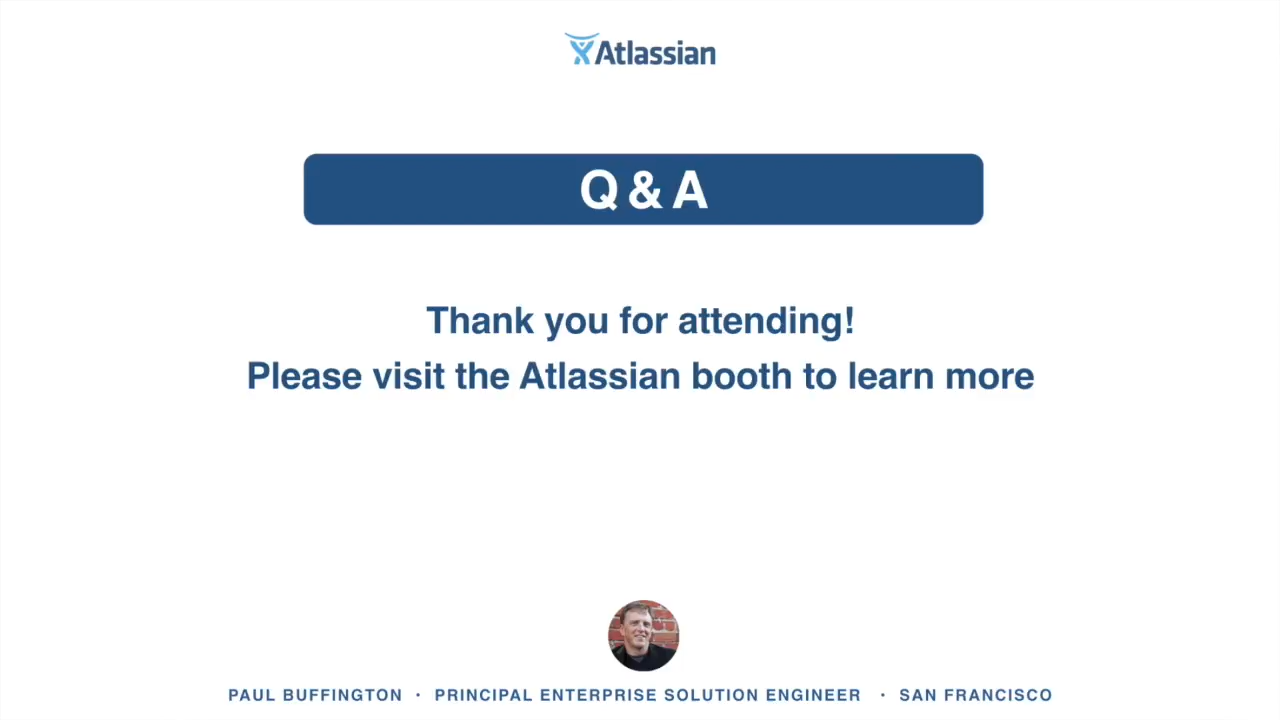 Atlassian
Q & A
Thank you for attending!
Please visit the Atlassian booth to learn more
PAUL BUFFINGTON · PRINCIPAL ENTERPRISE SOLUTION ENGINEER · SAN FRANCISCO